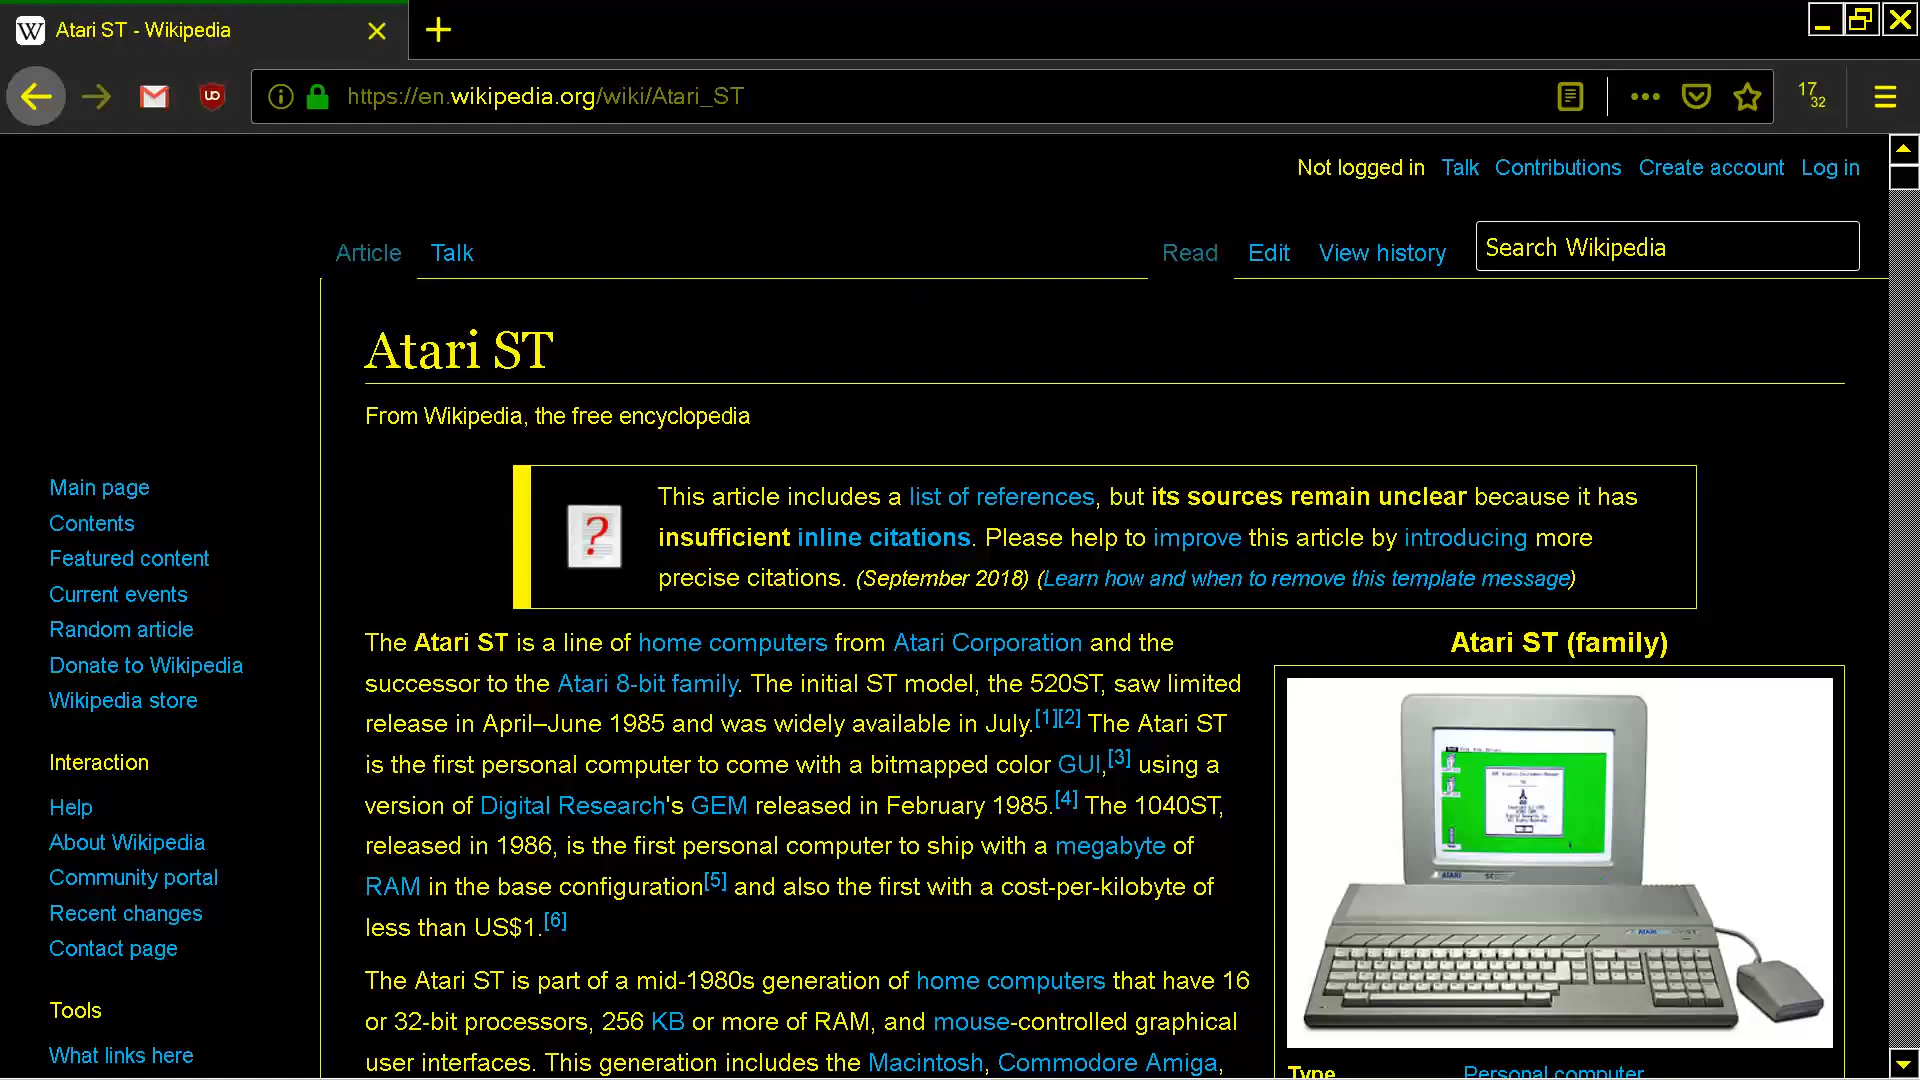 Atari ST - Wikipedia
https://en.wikipedia.org/wiki/Atari_ST
17 32
Not logged in Talk Contributions Create account Log in
Article Talk Read Edit View history Search Wikipedia
Atari ST
From Wikipedia, the free encyclopedia
This article includes a list of references, but its sources remain unclear because it has
insufficient inline citations. Please help to improve this article by introducing more
precise citations. (September 2018) (Learn how and when to remove this template message)
Main page
Contents
Featured content
Current events
Random article
Donate to Wikipedia
Wikipedia store
Interaction
Help
About Wikipedia
Community portal
Recent changes
Contact page
Tools
What links here
The Atari ST is a line of home computers from Atari Corporation and the
successor to the Atari 8-bit family. The initial ST model, the 520ST, saw limited
release in April–June 1985 and was widely available in July.[1][2] The Atari ST
is the first personal computer to come with a bitmapped color GUI,[3] using a
version of Digital Research's GEM released in February 1985.[4] The 1040ST,
released in 1986, is the first personal computer to ship with a megabyte of
RAM in the base configuration[5] and also the first with a cost-per-kilobyte of
less than US$1.[6]
The Atari ST is part of a mid-1980s generation of home computers that have 16
or 32-bit processors, 256 KB or more of RAM, and mouse-controlled graphical
user interfaces. This generation includes the Macintosh, Commodore Amiga,
Atari ST (family)
ATARI
ATARI
Type Personal computer